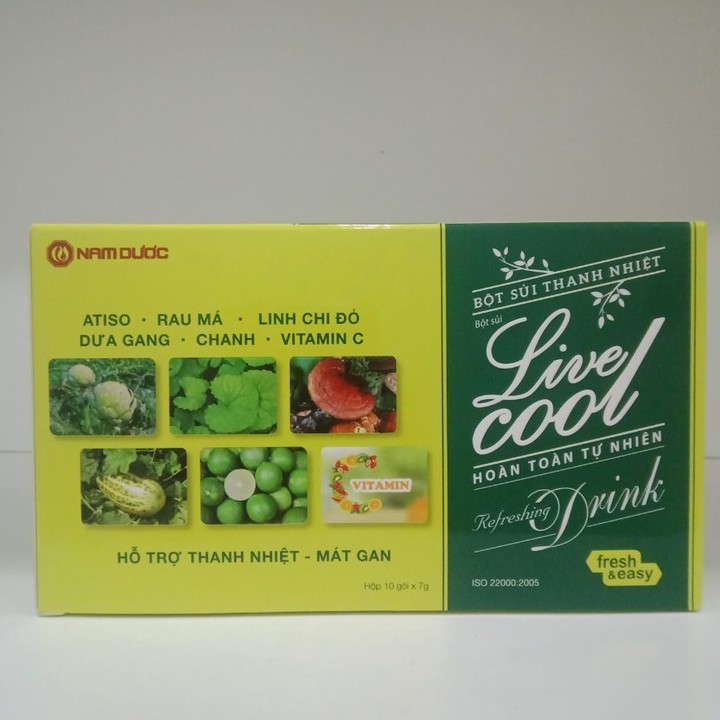 NAM DƯỢC
ATISO · RAU MÁ · LINH CHI ĐỎ
DƯA GANG · CHANH · VITAMIN C
VITAMIN
HỖ TRỢ THANH NHIỆT - MÁT GAN
Hộp 10 gói x 7g
BỘT SỦI THANH NHIỆT
Bột sủi
Live
cool
HOÀN TOÀN TỰ NHIÊN
Refreshing Drink
fresh
& easy
ISO 22000:2005